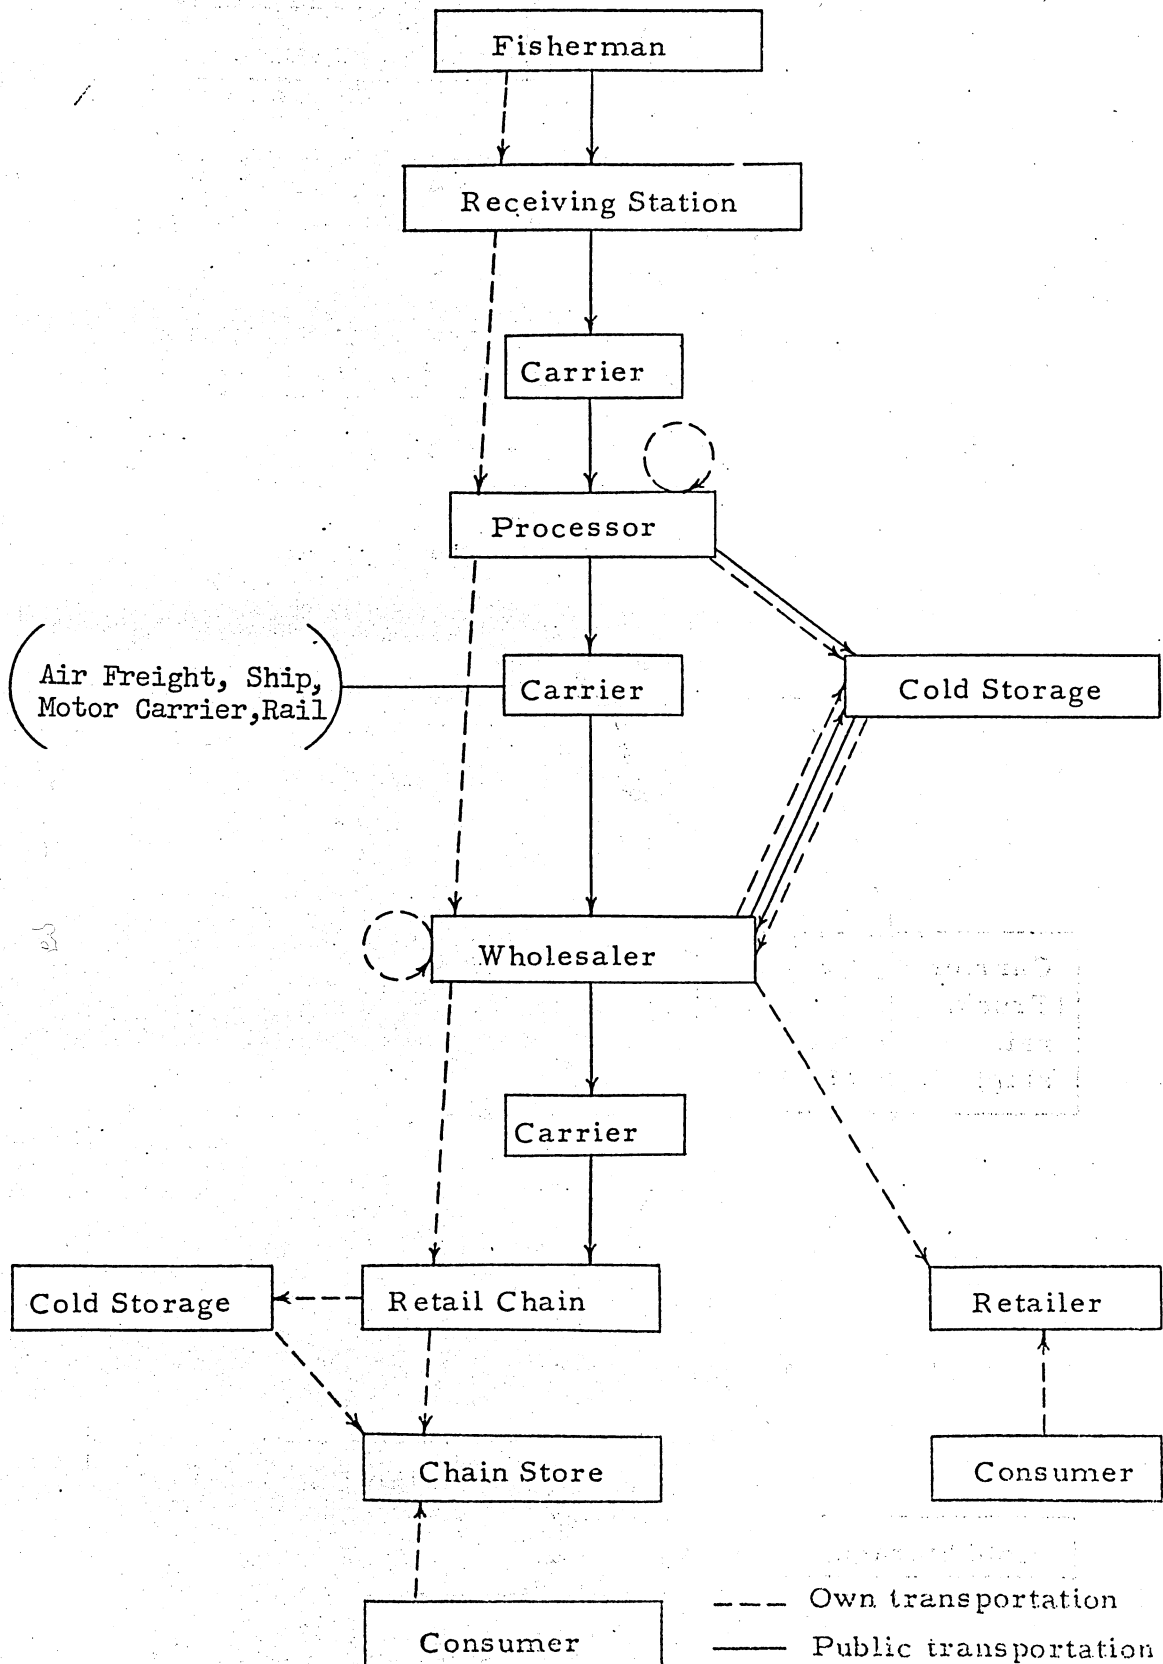 Fisherman
Receiving Station
Carrier
Processor
Air Freight, Ship,
Motor Carrier,Rail
Carrier
Cold Storage
Wholesaler
Carrier
Cold Storage
Retail Chain
Retailer
Chain Store
Consumer
Consumer
Own transportation
Public transportation